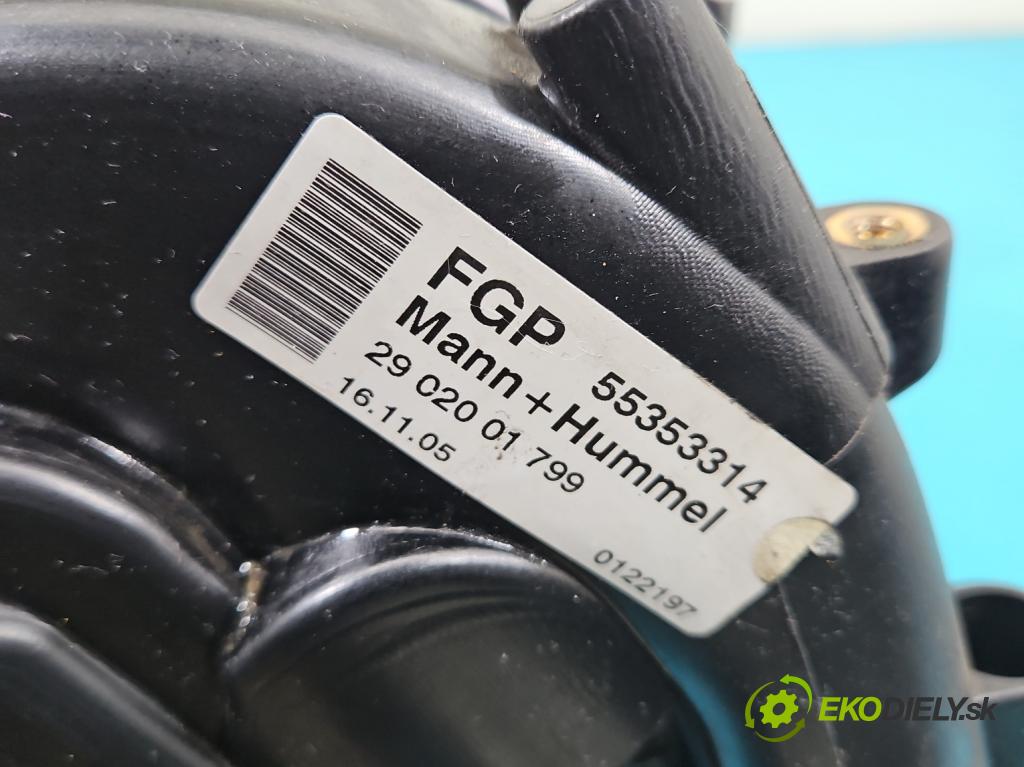 FGP 55353314
Mann+Hummel
29 020 01 799
16.11.05 0122197
EKODIELY.sk